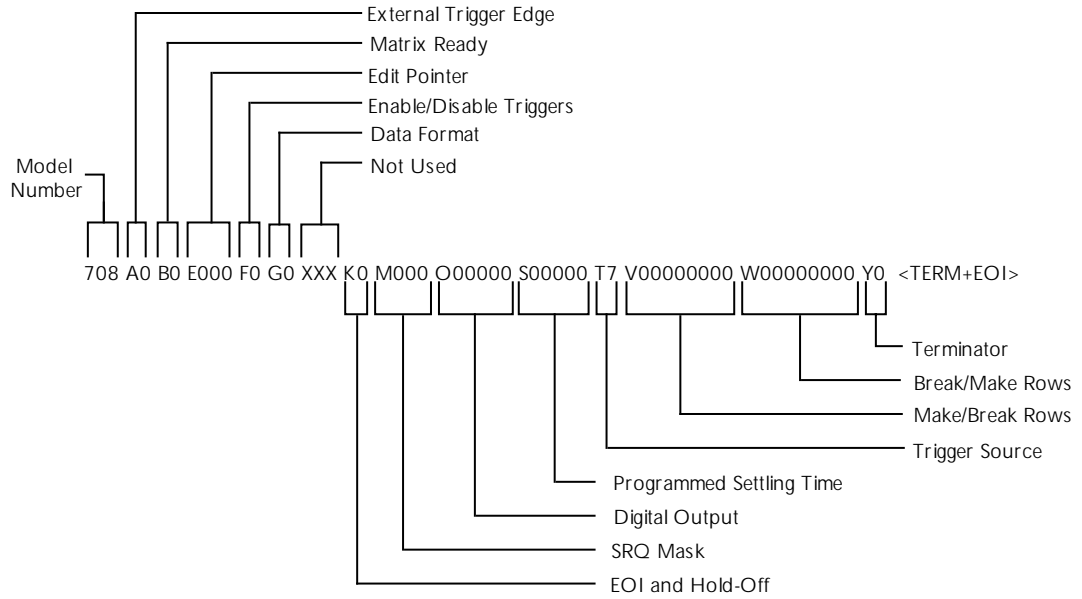 External Trigger Edge
Matrix Ready
Edit Pointer
Enable/Disable Triggers
Data Format
Not Used
Model
Number
708 A0 B0 E000 F0 G0 XXX K0 M000 O00000 S00000 T7 V00000000 W00000000 Y0 <TERM+EOI>
Terminator
Break/Make Rows
Make/Break Rows
Trigger Source
Programmed Settling Time
Digital Output
SRQ Mask
EOI and Hold-Off